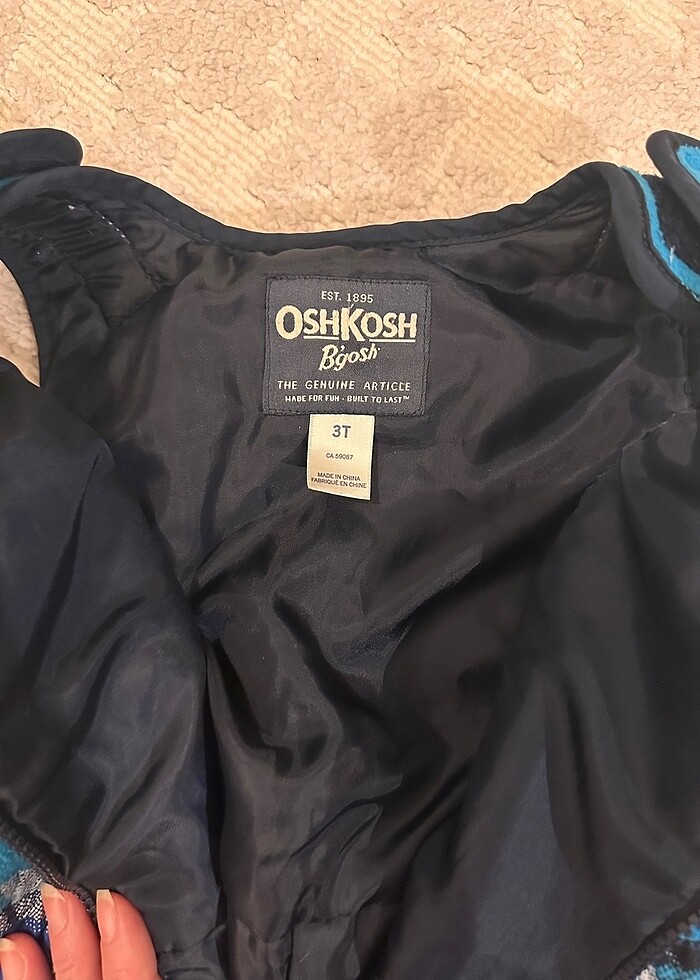 EST. 1895
OSHKOSH
B'gosh
THE GENUINE ARTICLE
MADE FOR FUN - BUILT TO LAST™
3T
CA 59087
MADE IN CHINA
FABRIQUÉ EN CHINE